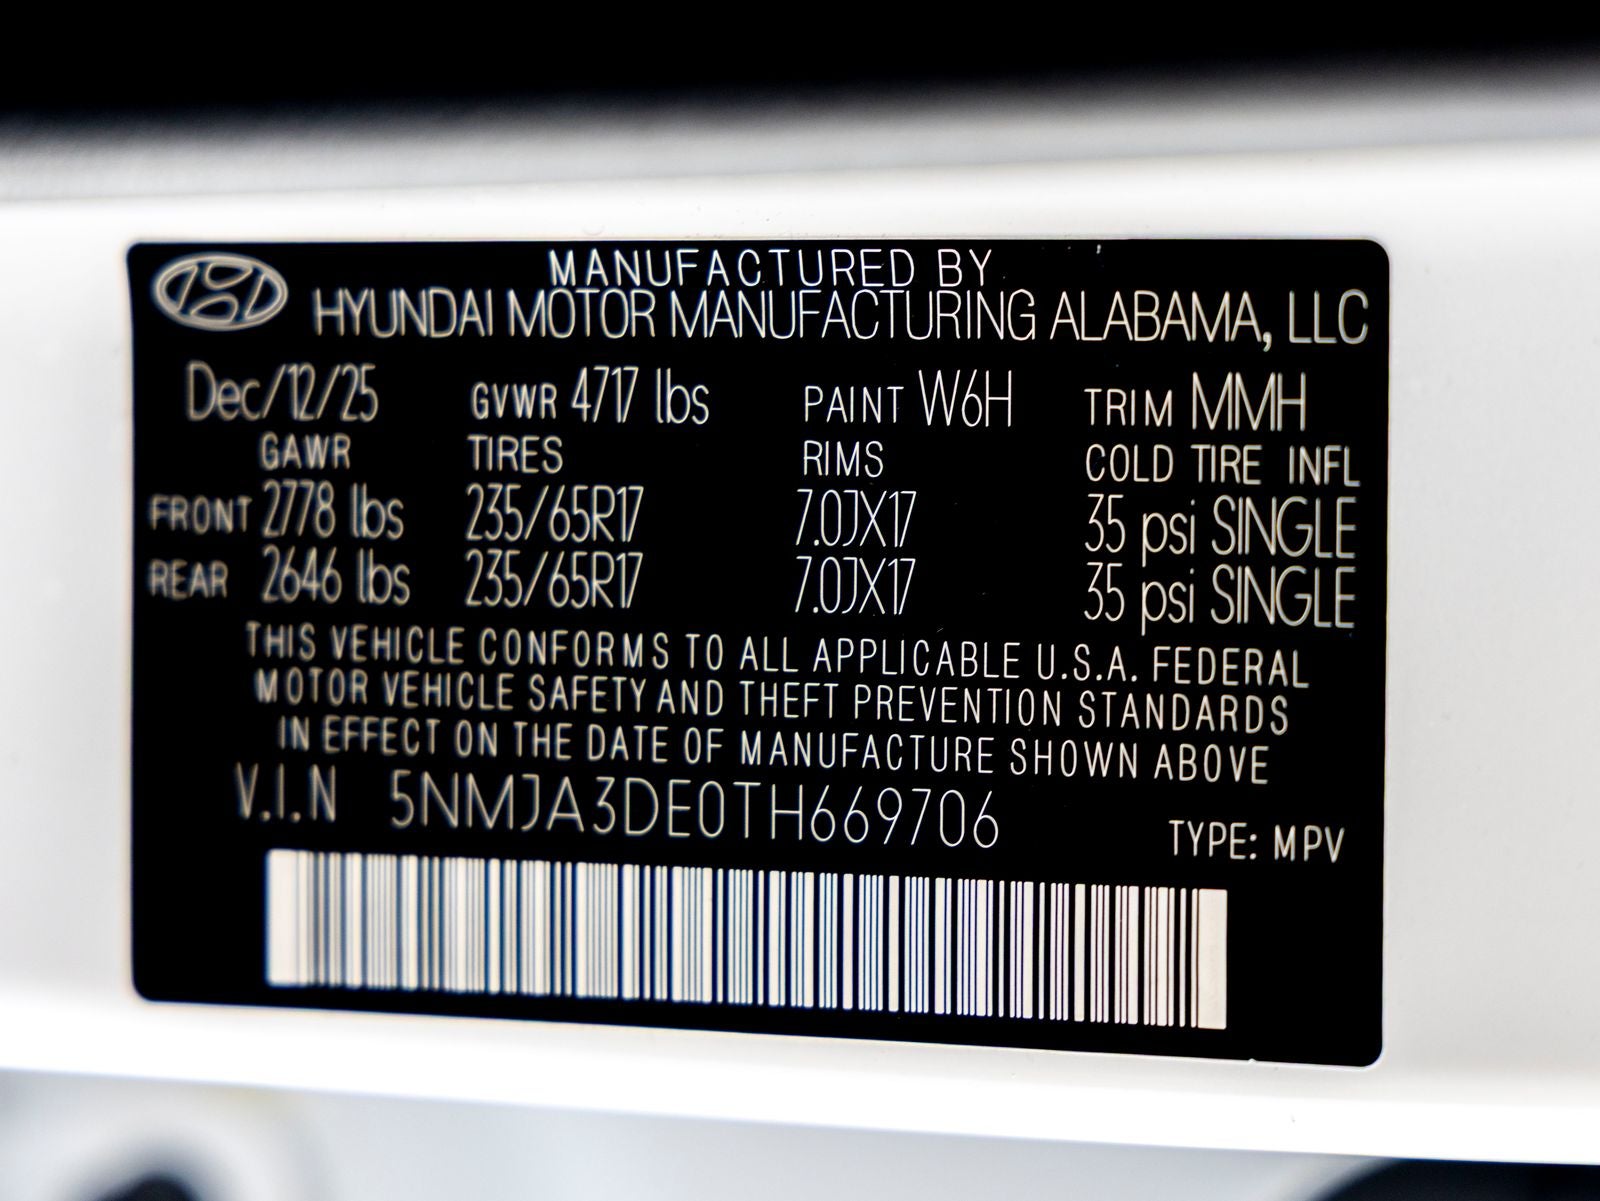 MANUFACTURED BY
HYUNDAI MOTOR MANUFACTURING ALABAMA, LLC
Dec/12/25 GVWR 4717 lbs PAINT W6H TRIM MMH
GAWR TIRES RIMS COLD TIRE INFL
FRONT 2778 lbs 235/65R17 7.0JX17 35 psi SINGLE
REAR 2646 lbs 235/65R17 7.0JX17 35 psi SINGLE
THIS VEHICLE CONFORMS TO ALL APPLICABLE U.S.A. FEDERAL
MOTOR VEHICLE SAFETY AND THEFT PREVENTION STANDARDS
IN EFFECT ON THE DATE OF MANUFACTURE SHOWN ABOVE
V.I.N 5NMJA3DE0TH669706
TYPE: MPV